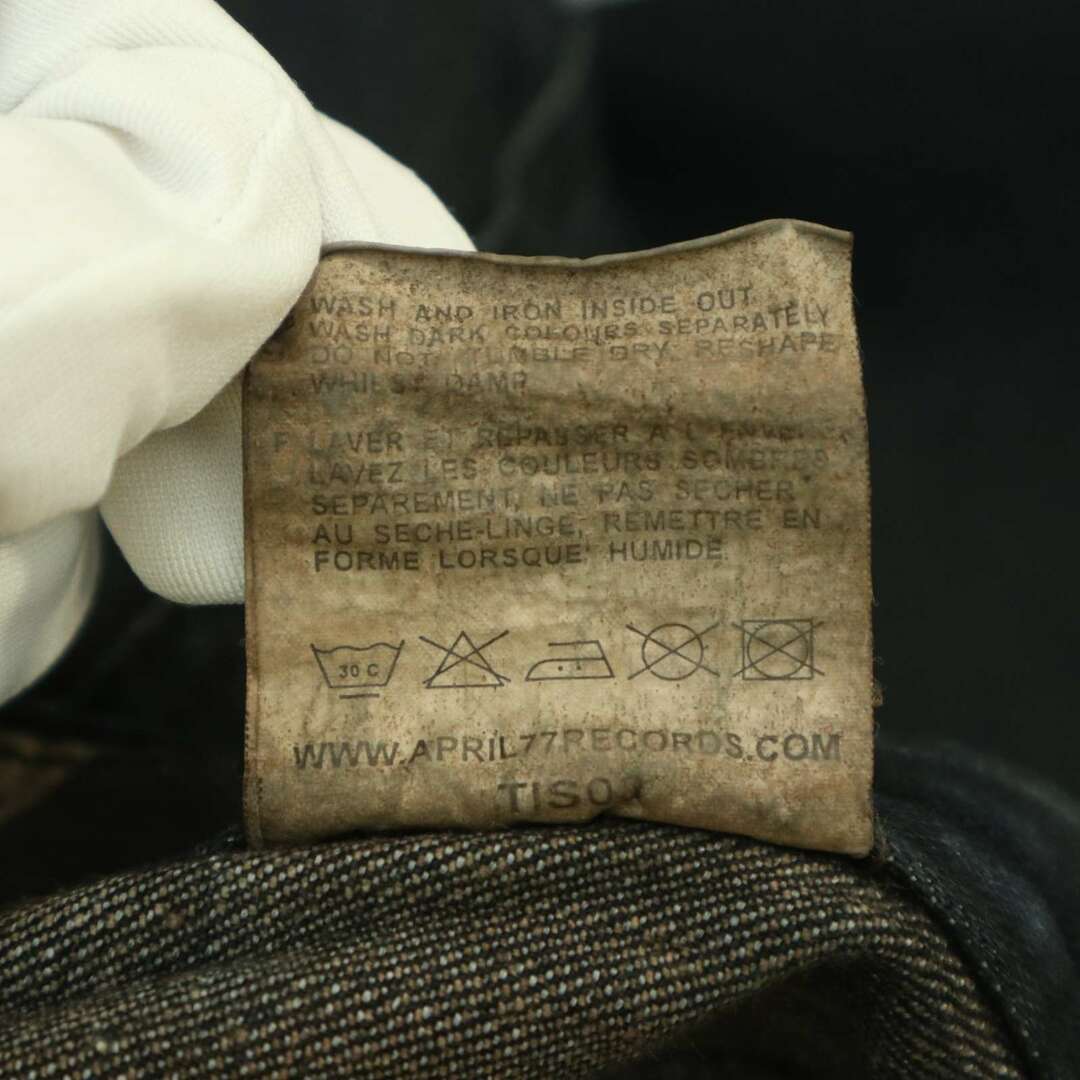 WASH AND IRON INSIDE OUT
WASH DARK COLOURS SEPARATELY
DO NOT TUMBLE DRY, RESHAPE
WHILST DAMP
F LAVER ET REPASSER A L'ENVERS,
LAVEZ LES COULEURS SOMBRES
SEPAREMENT, NE PAS SECHER
AU SECHE-LINGE, REMETTRE EN
FORME LORSQUE HUMIDE
30 C
WWW.APRIL77RECORDS.COM